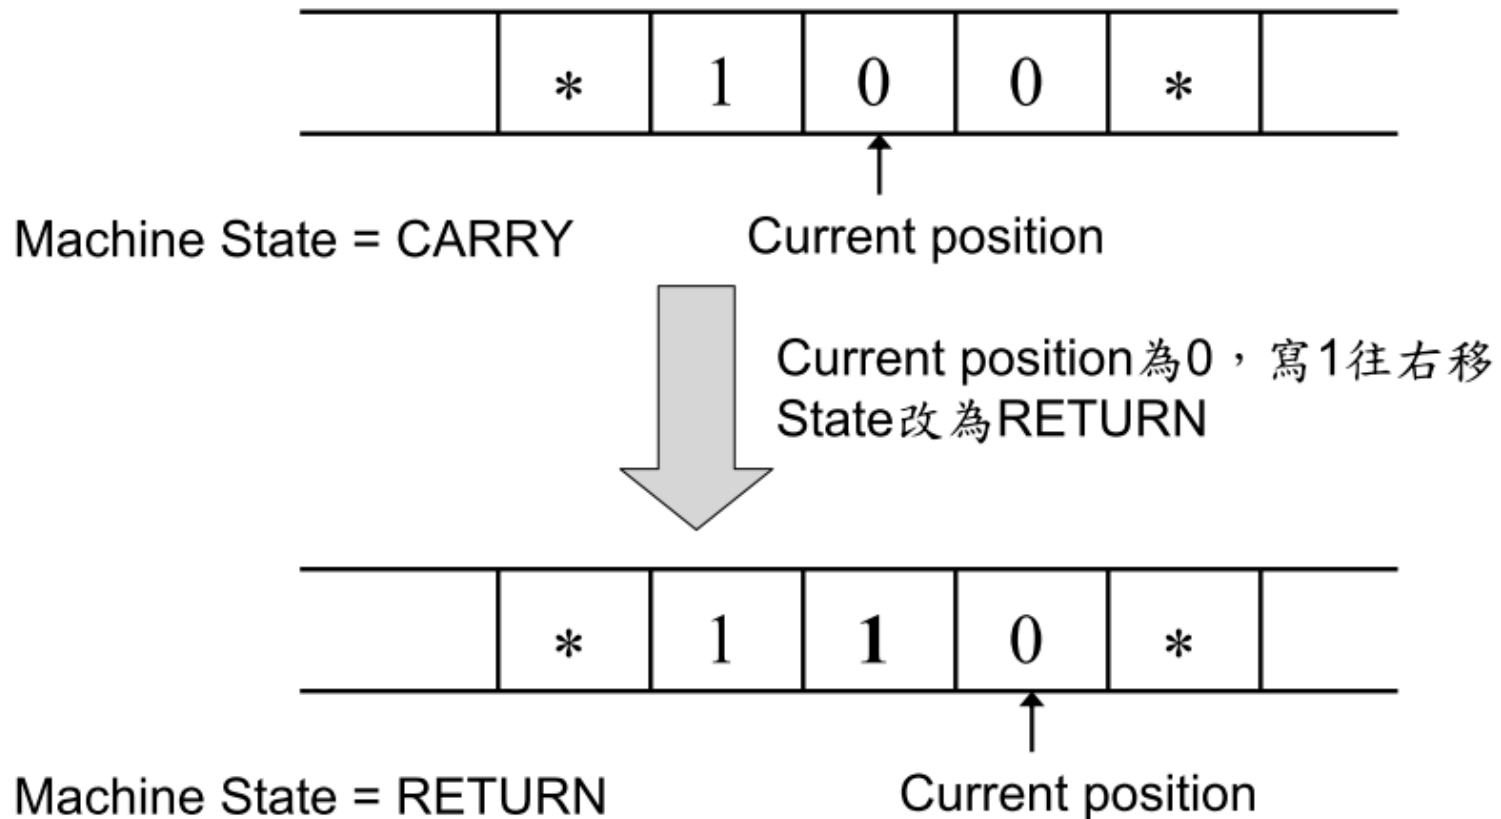 * 1 0 0 *
Machine State = CARRY
Current position
Current position為0，寫1往右移
State改為RETURN
* 1 1 0 *
Machine State = RETURN
Current position